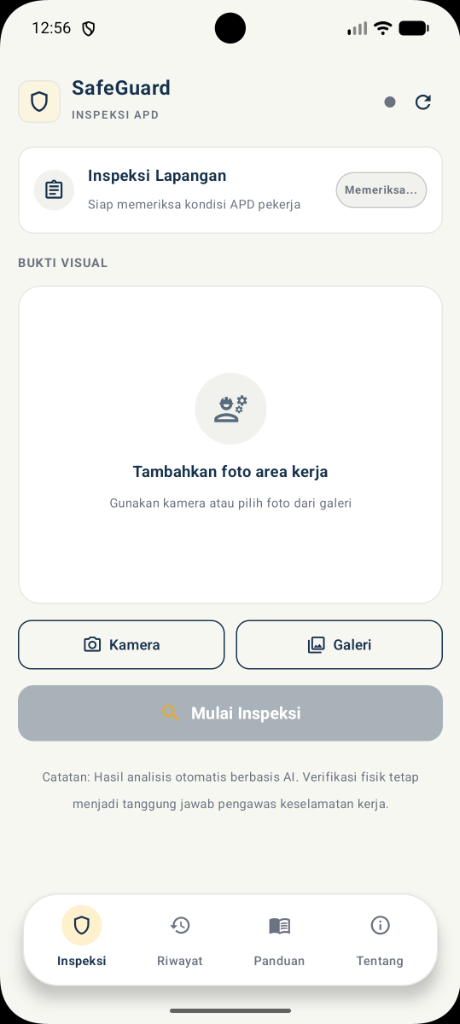 12:56
SafeGuard
INSPEKSI APD
Inspeksi Lapangan
Siap memeriksa kondisi APD pekerja
Memeriksa...
BUKTI VISUAL
Tambahkan foto area kerja
Gunakan kamera atau pilih foto dari galeri
Kamera
Galeri
Mulai Inspeksi
Catatan: Hasil analisis otomatis berbasis AI. Verifikasi fisik tetap
menjadi tanggung jawab pengawas keselamatan kerja.
Inspeksi
Riwayat
Panduan
Tentang